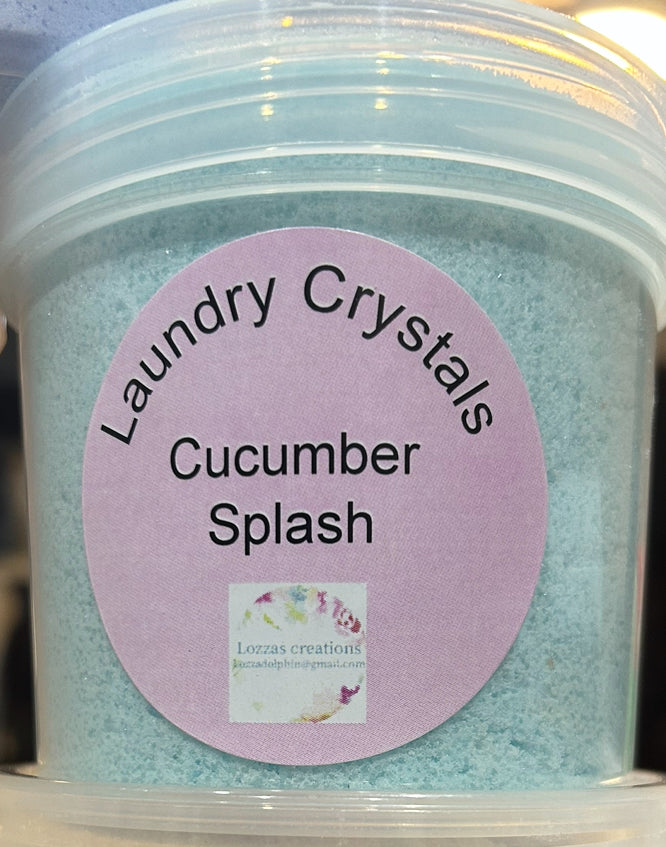 Laundry Crystals
Cucumber
Splash
Lozzas creations
Lozzadolphin@gmail.com